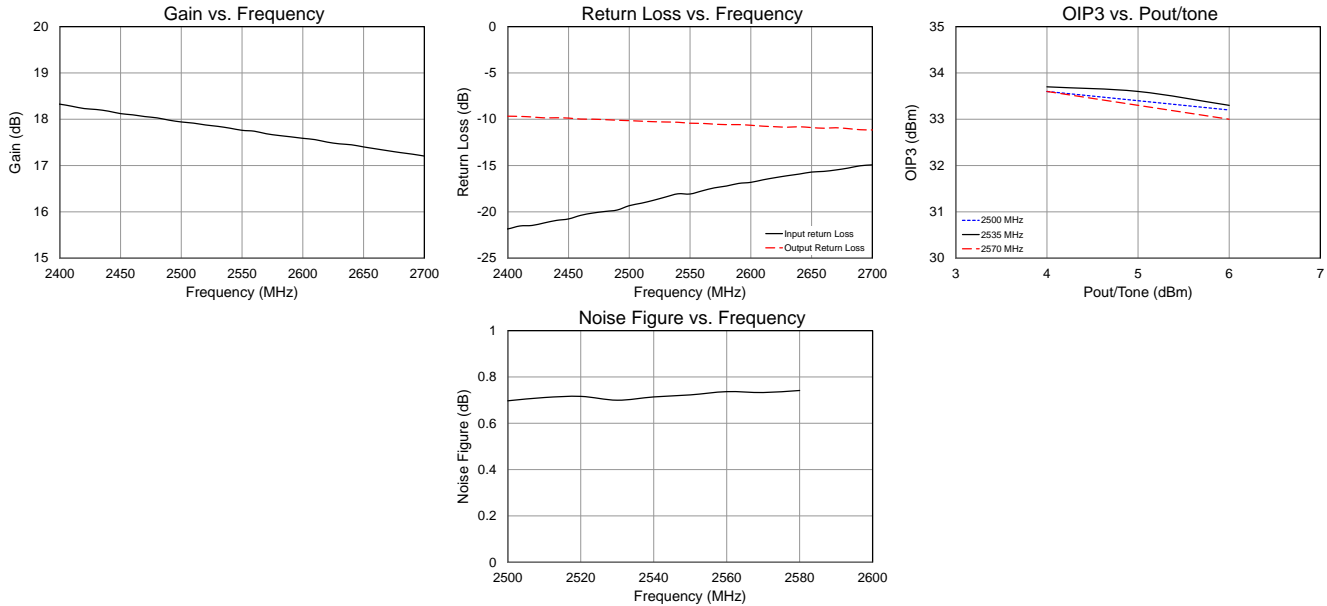 Gain vs. Frequency
20
19
18
17
16
15
Gain (dB)
2400 2450 2500 2550 2600 2650 2700
Frequency (MHz)
Return Loss vs. Frequency
0
-5
-10
-15
-20
-25
Return Loss (dB)
Input return Loss
Output Return Loss
2400 2450 2500 2550 2600 2650 2700
Frequency (MHz)
OIP3 vs. Pout/tone
35
34
33
32
31
30
OIP3 (dBm)
2500 MHz
2535 MHz
2570 MHz
3 4 5 6 7
Pout/Tone (dBm)
Noise Figure vs. Frequency
1
0.8
0.6
0.4
0.2
0
Noise Figure (dB)
2500 2520 2540 2560 2580 2600
Frequency (MHz)